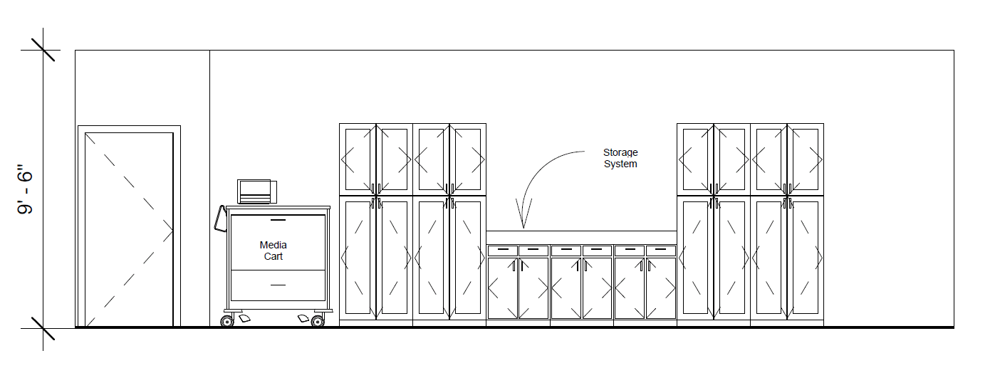 9' - 6"
Storage
System
Media
Cart